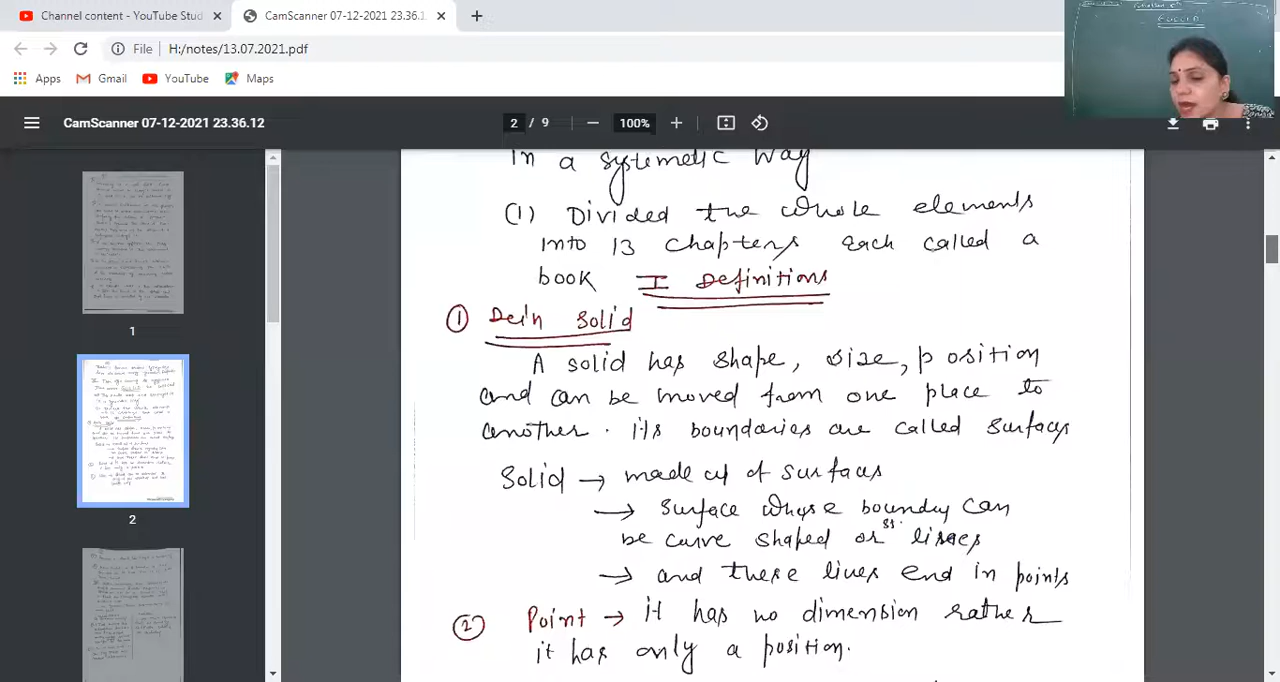 Channel content - YouTube Stud
CamScanner 07-12-2021 23.36.1
File H:/notes/13.07.2021.pdf
Apps Gmail YouTube Maps
EUCLID
CamScanner 07-12-2021 23.36.12
2 / 9 100%
in a systemetic way
(1) Divided the whole elements
into 13 chapters each called a
book I Definitions
① Solid
A solid has shape, size, position
and can be moved from one place to
another. its boundaries are called surfaces
Solid → made up of surfaces
→ surface whose boundry can
be curve shaped or st. lines
→ and these lines end in points
② Point → it has no dimension rather
it has only a position.
1
2